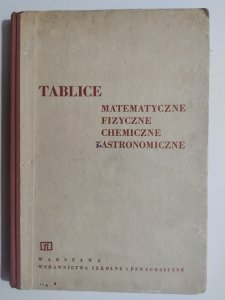 TABLICE
MATEMATYCZNE
FIZYCZNE
CHEMICZNE
ASTRONOMICZNE
WARSZAWA
WYDAWNICTWA SZKOLNE I PEDAGOGICZNE